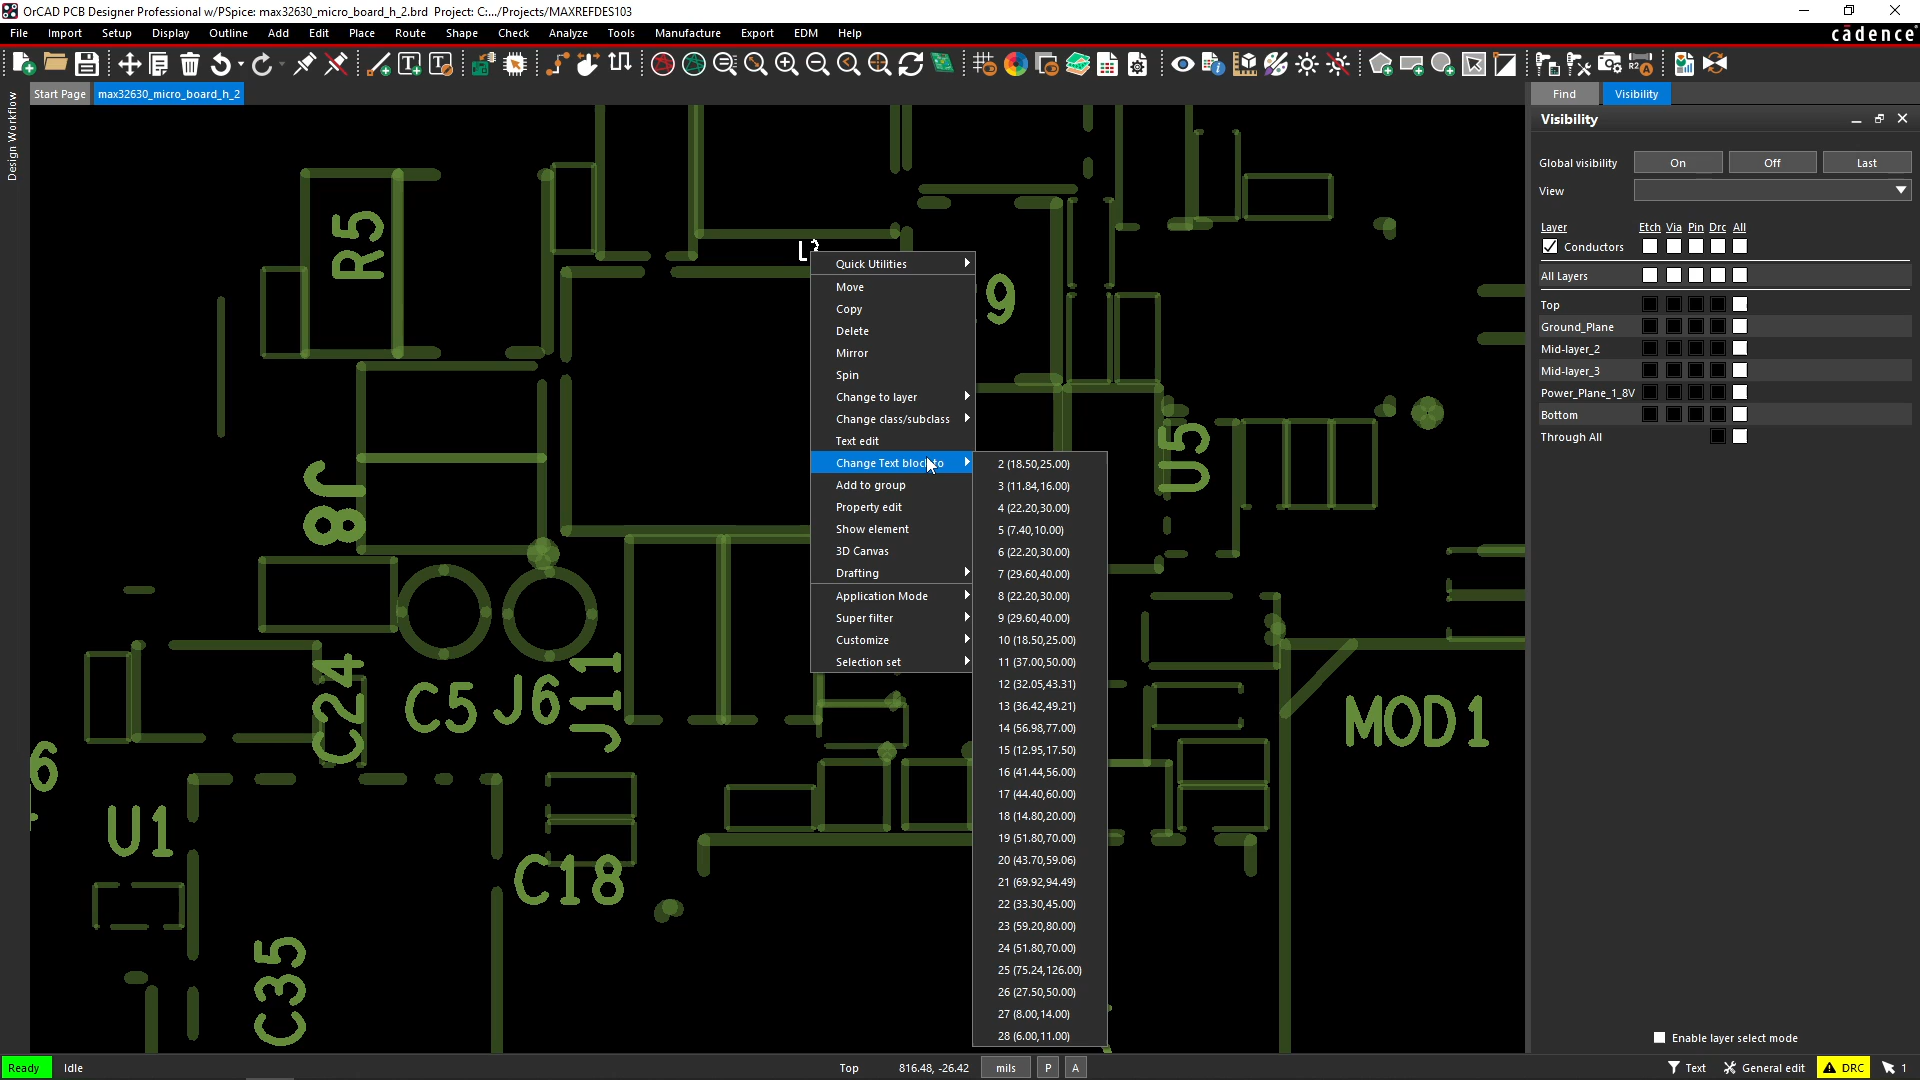 OrCAD PCB Designer Professional w/PSpice: max32630_micro_board_h_2.brd Project: C:.../Projects/MAXREFDES103
File Import Setup Display Outline Add Edit Place Route Shape Check Analyze Tools Manufacture Export EDM Help
cādence
Start Page max32630_micro_board_h_2
Design Workflow
Find Visibility
Visibility
Global visibility On Off Last
View
Layer Etch Via Pin Drc All
Conductors
All Layers
Top
Ground_Plane
Mid-layer_2
Mid-layer_3
Power_Plane_1_8V
Bottom
Through All
Enable layer select mode
R5
9
U5
J8
C24
C5
J6
J11
6
U1
C18
C35
MOD1
Quick Utilities
Move
Copy
Delete
Mirror
Spin
Change to layer
Change class/subclass
Text edit
Change Text block to
Add to group
Property edit
Show element
3D Canvas
Drafting
Application Mode
Super filter
Customize
Selection set
2 (18.50,25.00)
3 (11.84,16.00)
4 (22.20,30.00)
5 (7.40,10.00)
6 (22.20,30.00)
7 (29.60,40.00)
8 (22.20,30.00)
9 (29.60,40.00)
10 (18.50,25.00)
11 (37.00,50.00)
12 (32.05,43.31)
13 (36.42,49.21)
14 (56.98,77.00)
15 (12.95,17.50)
16 (41.44,56.00)
17 (44.40,60.00)
18 (14.80,20.00)
19 (51.80,70.00)
20 (43.70,59.06)
21 (69.92,94.49)
22 (33.30,45.00)
23 (59.20,80.00)
24 (51.80,70.00)
25 (75.24,126.00)
26 (27.50,50.00)
27 (8.00,14.00)
28 (6.00,11.00)
Ready Idle Top 816.48, -26.42 mils P A Text General edit DRC 1